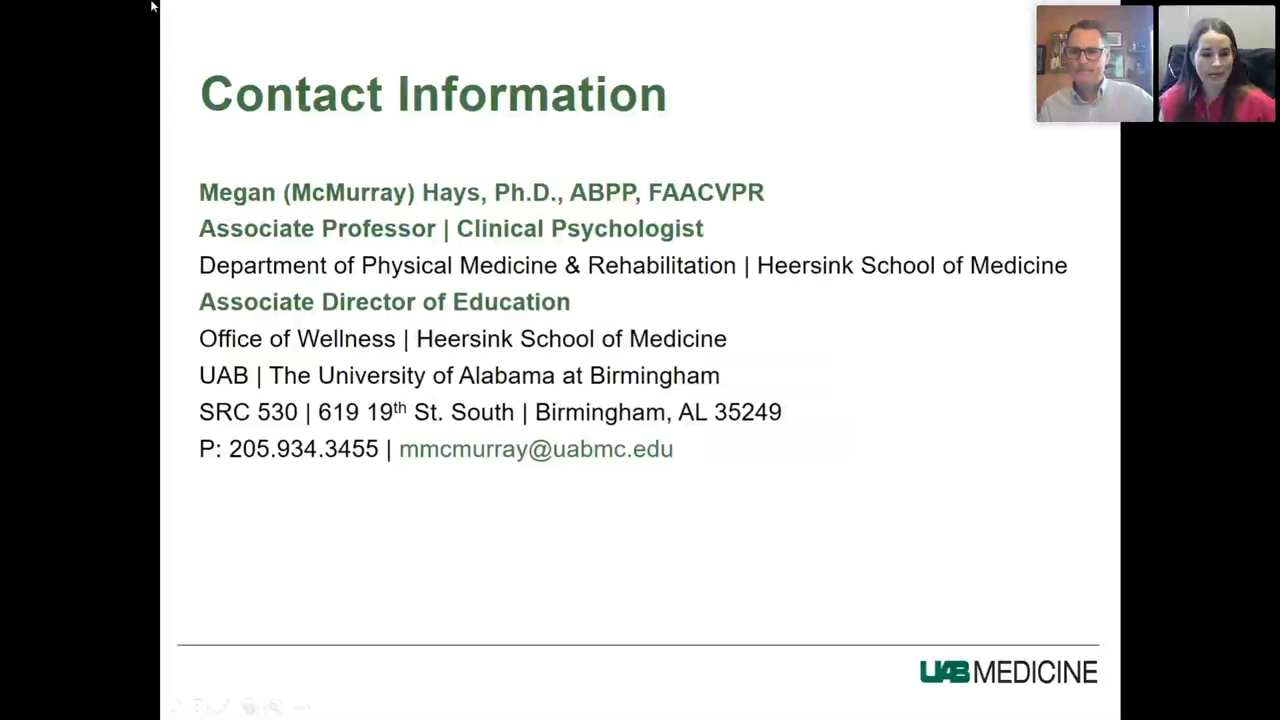 Contact Information
Megan (McMurray) Hays, Ph.D., ABPP, FAACVPR
Associate Professor | Clinical Psychologist
Department of Physical Medicine & Rehabilitation | Heersink School of Medicine
Associate Director of Education
Office of Wellness | Heersink School of Medicine
UAB | The University of Alabama at Birmingham
SRC 530 | 619 19th St. South | Birmingham, AL 35249
P: 205.934.3455 | mmcmurray@uabmc.edu
UAB MEDICINE